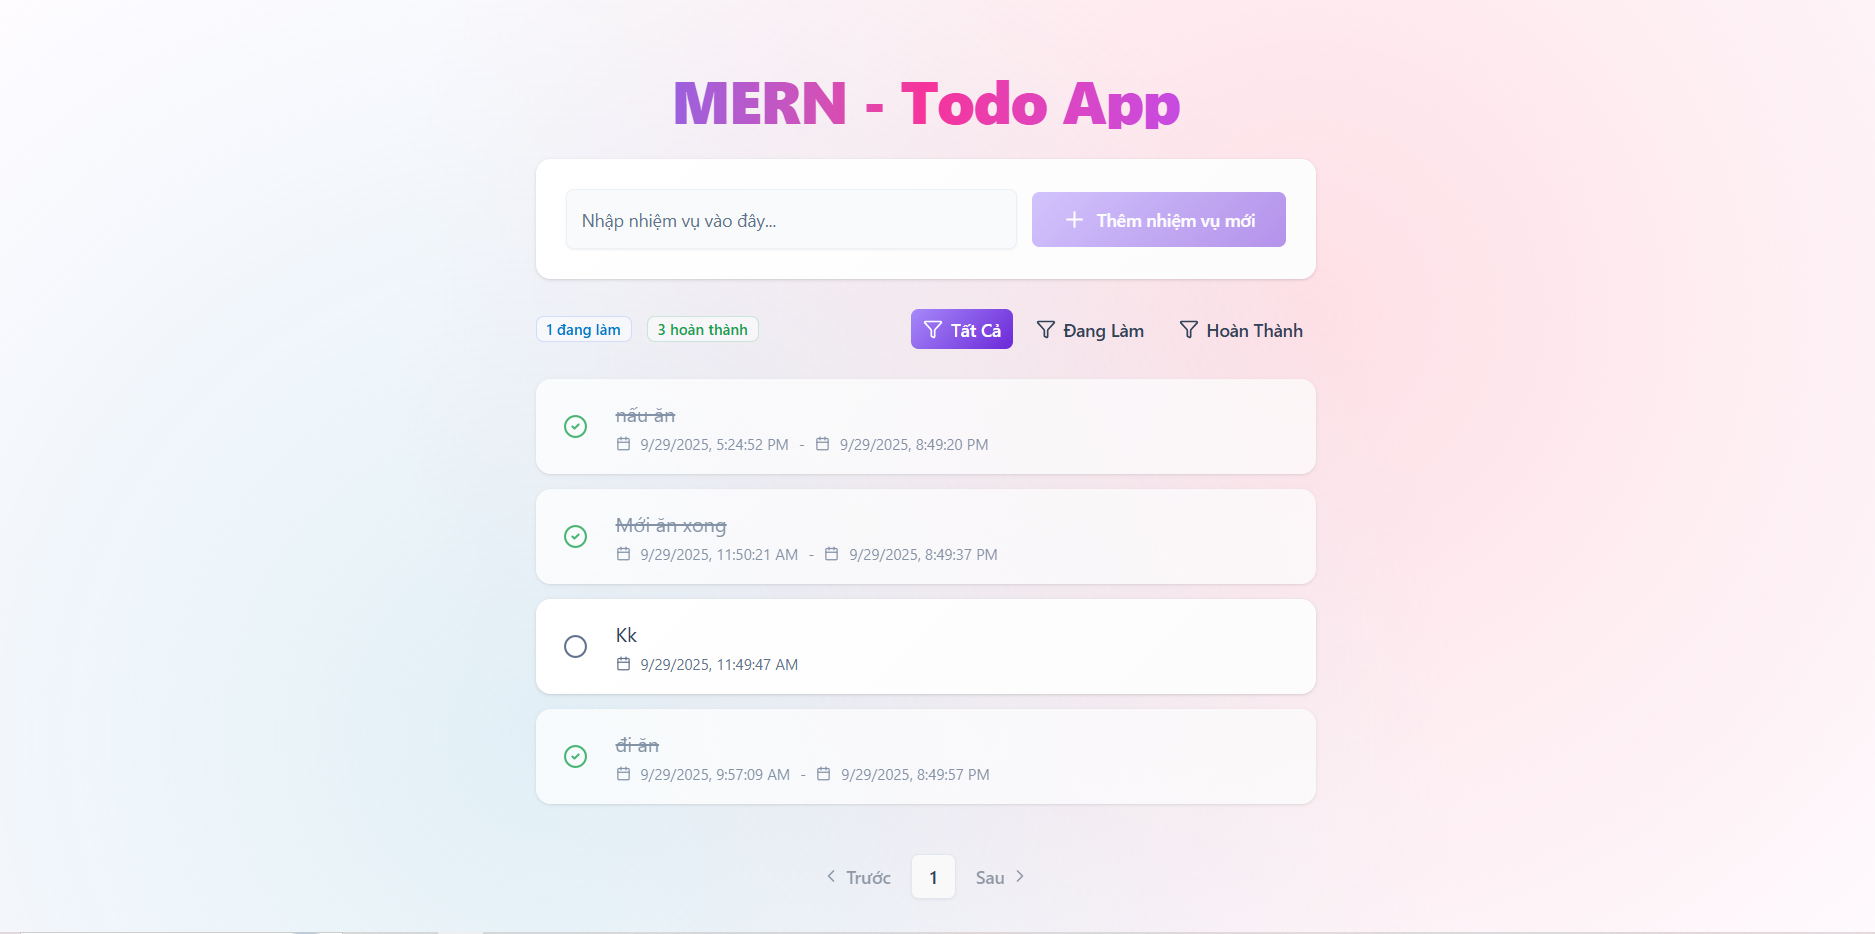 MERN - Todo App
Nhập nhiệm vụ vào đây...
Thêm nhiệm vụ mới
1 đang làm
3 hoàn thành
Tất Cả
Đang Làm
Hoàn Thành
nấu ăn
9/29/2025, 5:24:52 PM - 9/29/2025, 8:49:20 PM
Mới ăn xong
9/29/2025, 11:50:21 AM - 9/29/2025, 8:49:37 PM
Kk
9/29/2025, 11:49:47 AM
đi ăn
9/29/2025, 9:57:09 AM - 9/29/2025, 8:49:57 PM
Trước
1
Sau